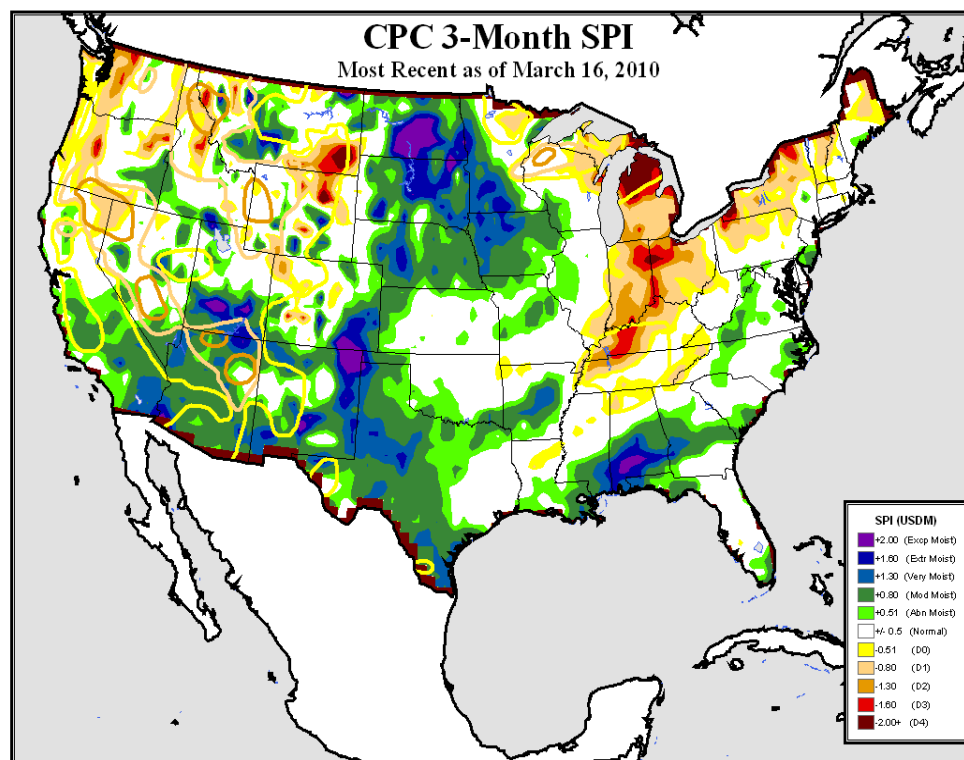 CPC 3-Month SPI
Most Recent as of March 16, 2010
SPI (USDM)
+2.00 (Excp Moist)
+1.60 (Extr Moist)
+1.30 (Very Moist)
+0.80 (Mod Moist)
+0.51 (Abn Moist)
+/- 0.5 (Normal)
-0.51 (D0)
-0.80 (D1)
-1.30 (D2)
-1.60 (D3)
-2.00+ (D4)